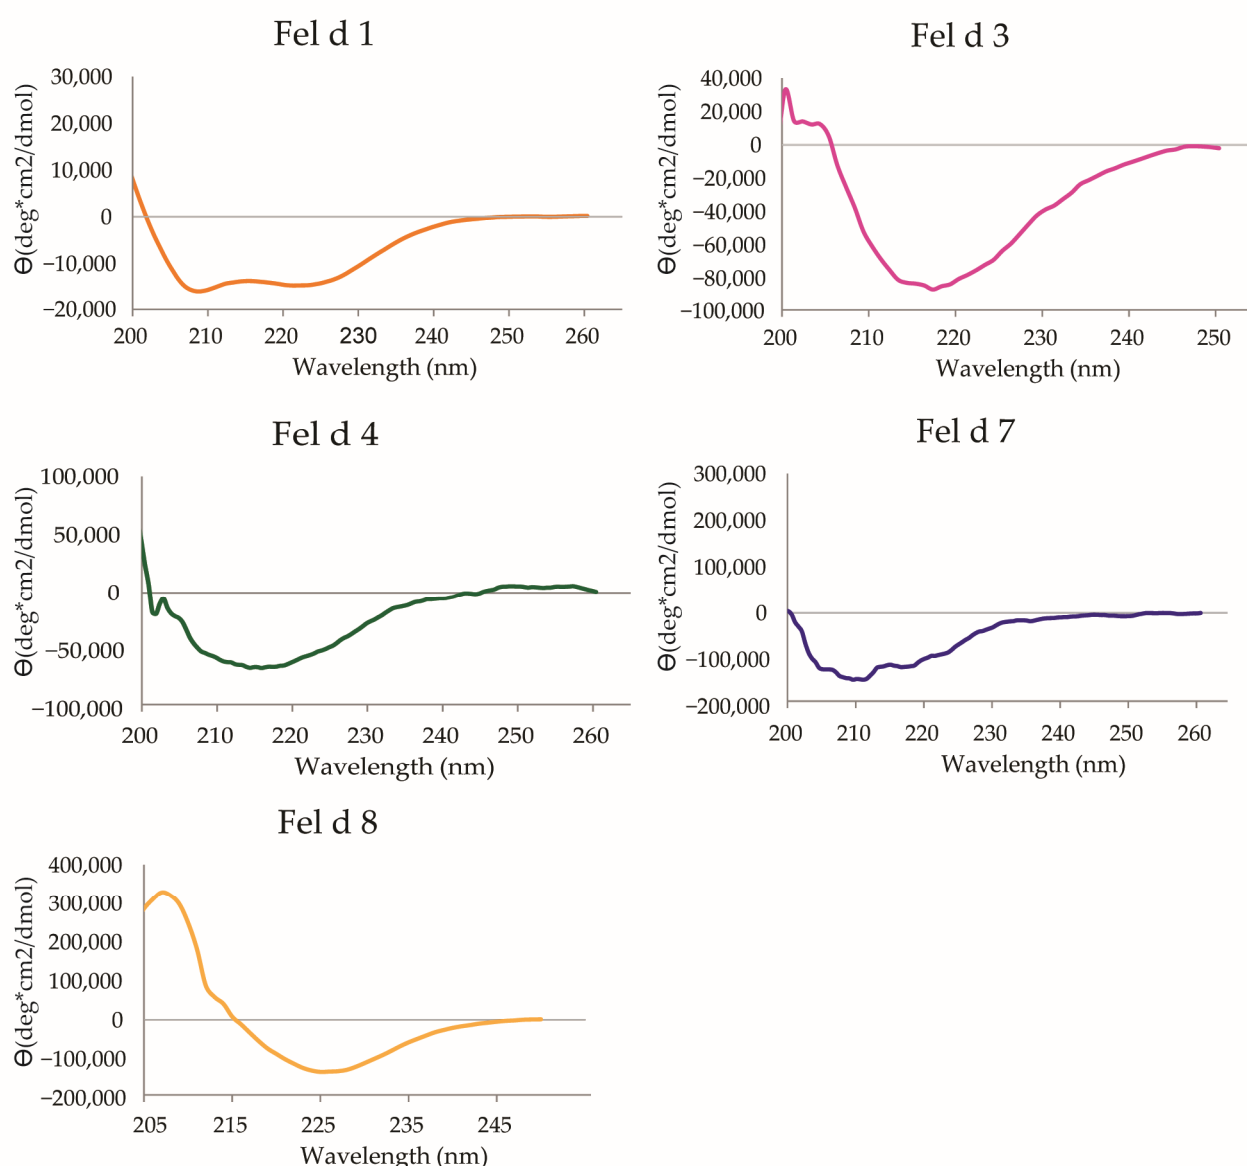 Fel d 1
Ɵ(deg*cm2/dmol)
30,000
20,000
10,000
0
−10,000
−20,000
200 210 220 230 240 250 260
Wavelength (nm)
Fel d 3
Ɵ(deg*cm2/dmol)
40,000
20,000
0
−20,000
−40,000
−60,000
−80,000
−100,000
200 210 220 230 240 250
Wavelength (nm)
Fel d 4
Ɵ(deg*cm2/dmol)
100,000
50,000
0
−50,000
−100,000
200 210 220 230 240 250 260
Wavelength (nm)
Fel d 7
Ɵ(deg*cm2/dmol)
300,000
200,000
100,000
0
−100,000
−200,000
200 210 220 230 240 250 260
Wavelength (nm)
Fel d 8
Ɵ(deg*cm2/dmol)
400,000
300,000
200,000
100,000
0
−100,000
−200,000
205 215 225 235 245
Wavelength (nm)